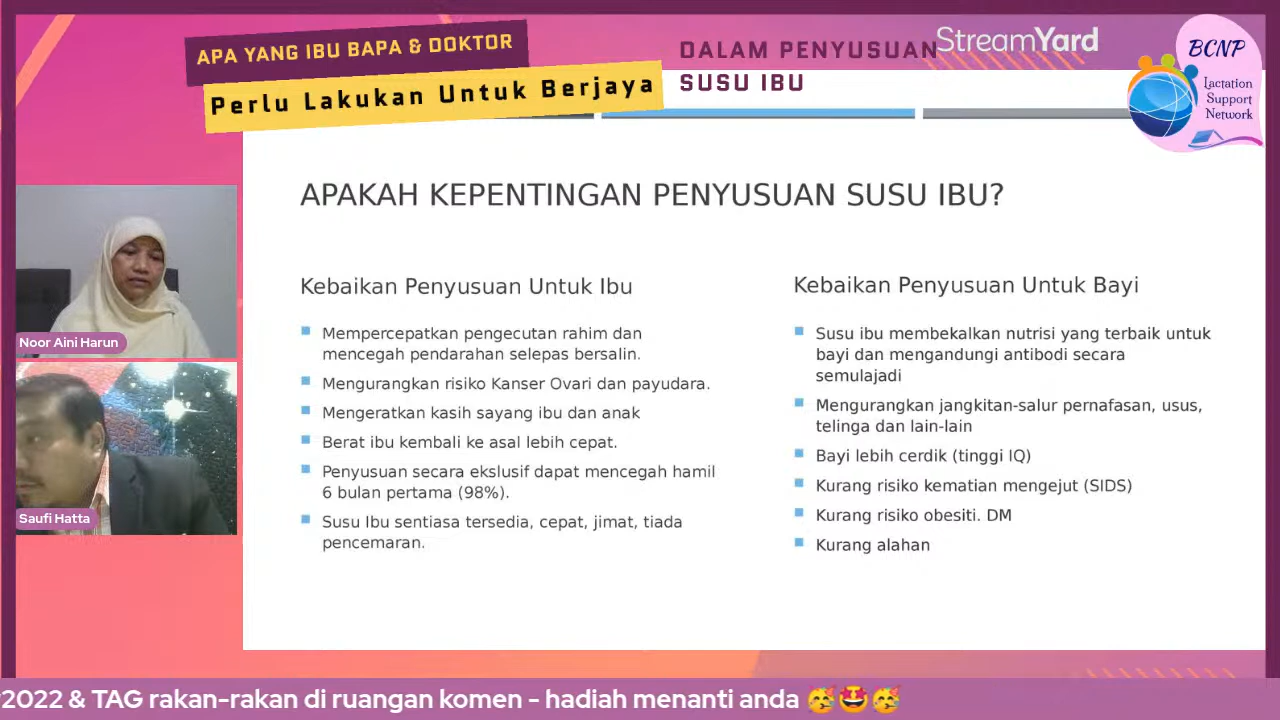 APA YANG IBU BAPA & DOKTOR
Perlu Lakukan Untuk Berjaya
DALAM PENYUSUAN
SUSU IBU
StreamYard
BCNP
Lactation
Support
Network
APAKAH KEPENTINGAN PENYUSUAN SUSU IBU?
Kebaikan Penyusuan Untuk Ibu
Mempercepatkan pengecutan rahim dan
mencegah pendarahan selepas bersalin.
Mengurangkan risiko Kanser Ovari dan payudara.
Mengeratkan kasih sayang ibu dan anak
Berat ibu kembali ke asal lebih cepat.
Penyusuan secara ekslusif dapat mencegah hamil
6 bulan pertama (98%).
Susu Ibu sentiasa tersedia, cepat, jimat, tiada
pencemaran.
Kebaikan Penyusuan Untuk Bayi
Susu ibu membekalkan nutrisi yang terbaik untuk
bayi dan mengandungi antibodi secara
semulajadi
Mengurangkan jangkitan-salur pernafasan, usus,
telinga dan lain-lain
Bayi lebih cerdik (tinggi IQ)
Kurang risiko kematian mengejut (SIDS)
Kurang risiko obesiti. DM
Kurang alahan
Noor Aini Harun
Saufi Hatta
2022 & TAG rakan-rakan di ruangan komen - hadiah menanti anda 🥳🤩🥳